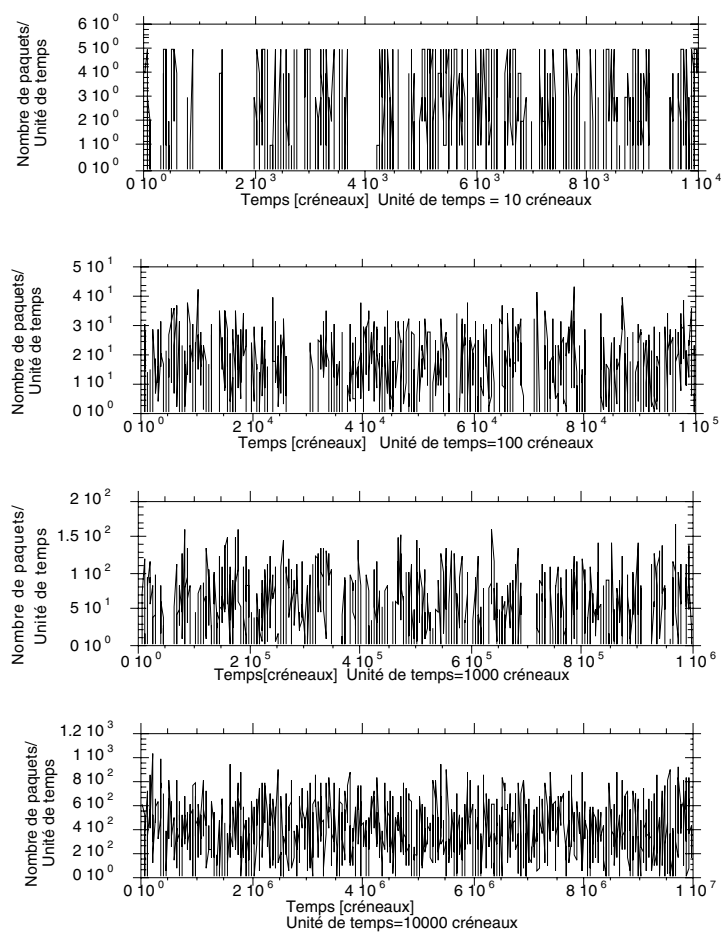 6 10⁰
5 10⁰
4 10⁰
3 10⁰
2 10⁰
1 10⁰
0 10⁰
Nombre de paquets/
Unité de temps
0 10⁰ 2 10³ 4 10³ 6 10³ 8 10³ 1 10⁴
Temps [créneaux] Unité de temps = 10 créneaux
5 10¹
4 10¹
3 10¹
2 10¹
1 10¹
0 10⁰
Nombre de paquets/
Unité de temps
0 10⁰ 2 10⁴ 4 10⁴ 6 10⁴ 8 10⁴ 1 10⁵
Temps [créneaux] Unité de temps=100 créneaux
2 10²
1.5 10²
1 10²
5 10¹
0 10⁰
Nombre de paquets/
Unité de temps
0 10⁰ 2 10⁵ 4 10⁵ 6 10⁵ 8 10⁵ 1 10⁶
Temps[créneaux] Unité de temps=1000 créneaux
1.2 10³
1 10³
8 10²
6 10²
4 10²
2 10²
0 10⁰
Nombre de paquets/
Unité de temps
0 10⁰ 2 10⁶ 4 10⁶ 6 10⁶ 8 10⁶ 1 10⁷
Temps [créneaux]
Unité de temps=10000 créneaux